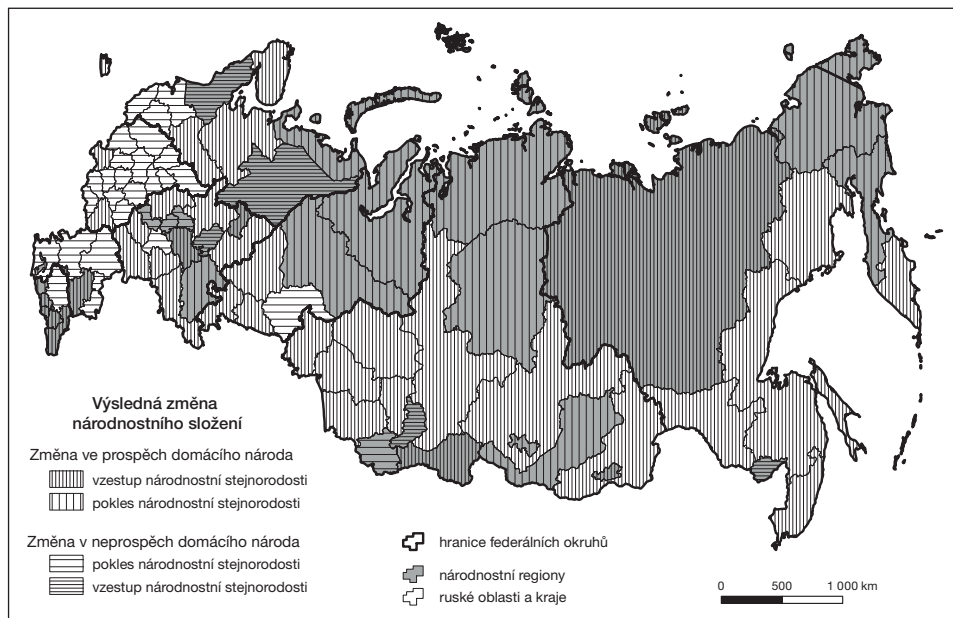 Výsledná změna
národnostního složení
Změna ve prospěch domácího národa
vzestup národnostní stejnorodosti
pokles národnostní stejnorodosti
Změna v neprospěch domácího národa
pokles národnostní stejnorodosti
vzestup národnostní stejnorodosti
hranice federálních okruhů
národnostní regiony
ruské oblasti a kraje
0 500 1 000 km